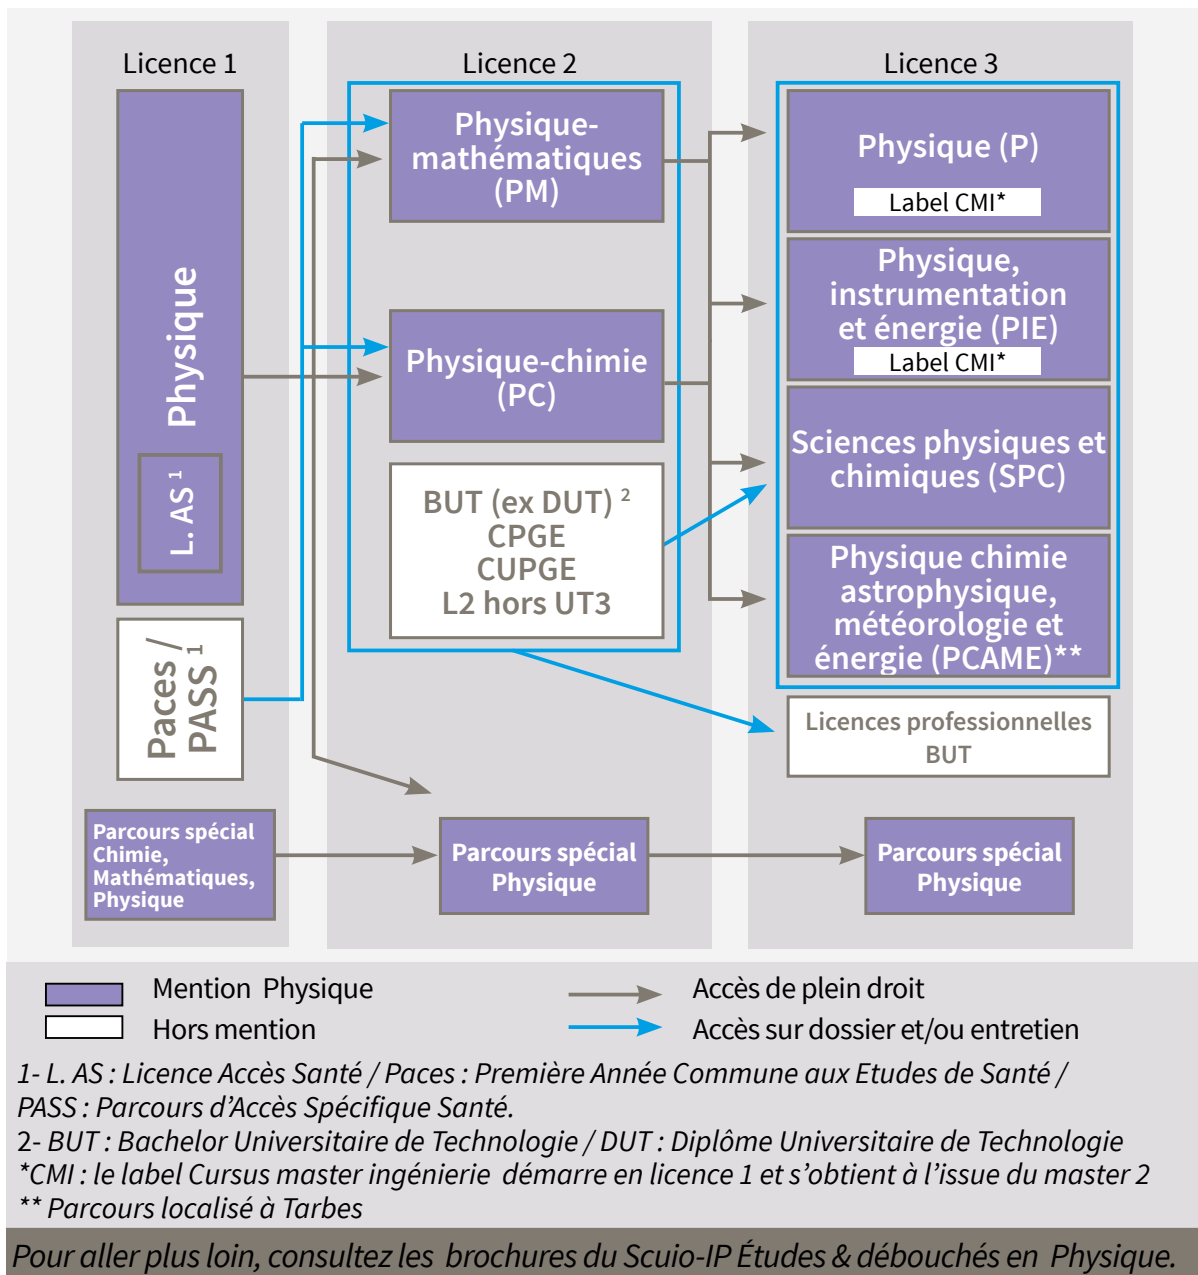 Licence 1
Licence 2
Licence 3
Physique
L. AS 1
Paces /
PASS 1
Parcours spécial
Chimie,
Mathématiques,
Physique
Physique-
mathématiques
(PM)
Physique-chimie
(PC)
BUT (ex DUT) 2
CPGE
CUPGE
L2 hors UT3
Parcours spécial
Physique
Physique (P)
Label CMI*
Physique,
instrumentation
et énergie (PIE)
Label CMI*
Sciences physiques et
chimiques (SPC)
Physique chimie
astrophysique,
météorologie et
énergie (PCAME)**
Licences professionnelles
BUT
Parcours spécial
Physique
Mention Physique
Accès de plein droit
Hors mention
Accès sur dossier et/ou entretien
1- L. AS : Licence Accès Santé / Paces : Première Année Commune aux Etudes de Santé /
PASS : Parcours d'Accès Spécifique Santé.
2- BUT : Bachelor Universitaire de Technologie / DUT : Diplôme Universitaire de Technologie
*CMI : le label Cursus master ingénierie démarre en licence 1 et s'obtient à l'issue du master 2
** Parcours localisé à Tarbes
Pour aller plus loin, consultez les brochures du Scuio-IP Études & débouchés en Physique.